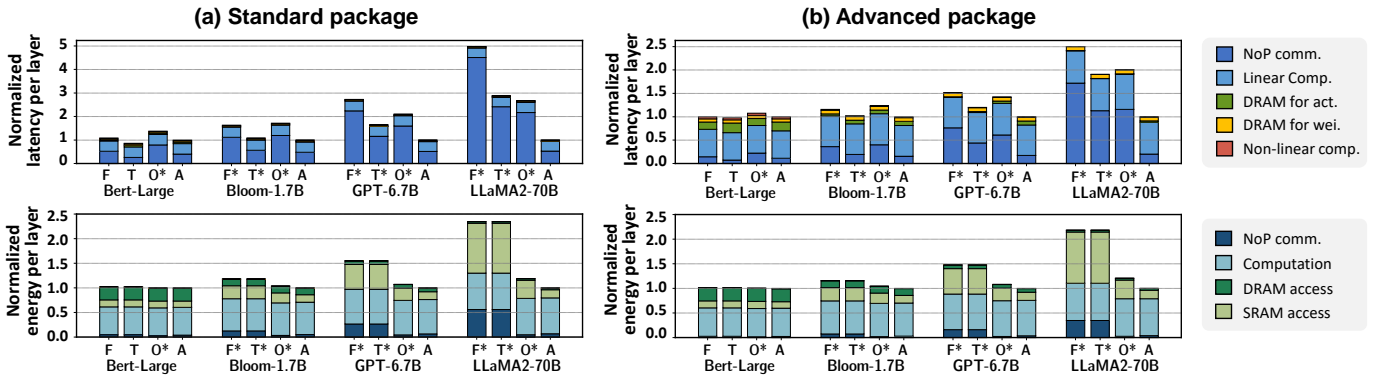 (a) Standard package
(b) Advanced package
Normalized
latency per layer
5
4
3
2
1
0
F T O* A F* T* O* A F* T* O* A F* T* O* A
Bert-Large Bloom-1.7B GPT-6.7B LLaMA2-70B
Normalized
latency per layer
2.5
2.0
1.5
1.0
0.5
0.0
F T O* A F* T* O* A F* T* O* A F* T* O* A
Bert-Large Bloom-1.7B GPT-6.7B LLaMA2-70B
NoP comm.
Linear Comp.
DRAM for act.
DRAM for wei.
Non-linear comp.
Normalized
energy per layer
2.5
2.0
1.5
1.0
0.5
0.0
F T O* A F* T* O* A F* T* O* A F* T* O* A
Bert-Large Bloom-1.7B GPT-6.7B LLaMA2-70B
Normalized
energy per layer
2.5
2.0
1.5
1.0
0.5
0.0
F T O* A F* T* O* A F* T* O* A F* T* O* A
Bert-Large Bloom-1.7B GPT-6.7B LLaMA2-70B
NoP comm.
Computation
DRAM access
SRAM access